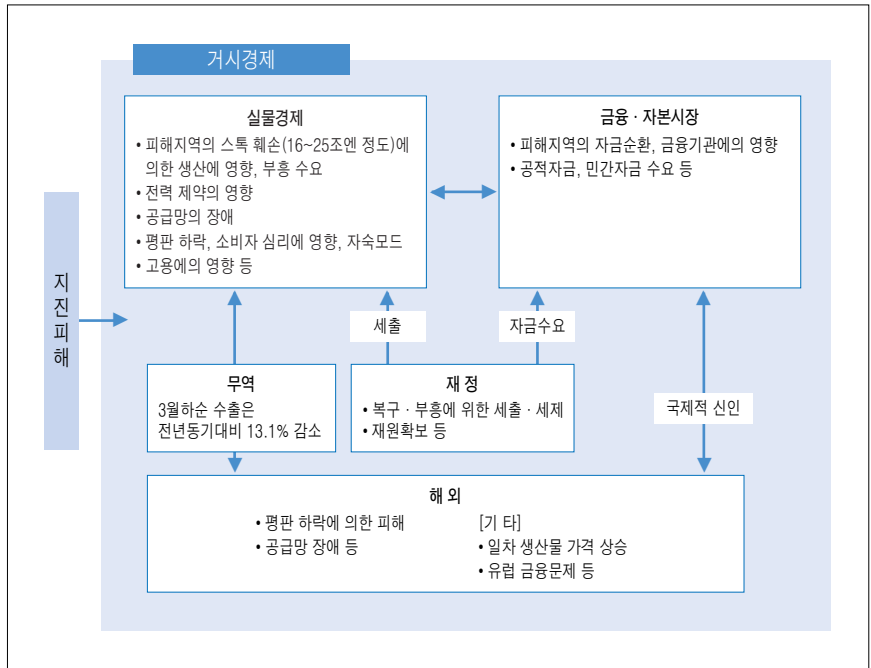 거시경제
실물경제
• 피해지역의 스톡 훼손(16~25조엔 정도)에
의한 생산에 영향, 부흥 수요
• 전력 제약의 영향
• 공급망의 장애
• 평판 하락, 소비자 심리에 영향, 자숙모드
• 고용에의 영향 등
금융 · 자본시장
• 피해지역의 자금순환, 금융기관에의 영향
• 공적자금, 민간자금 수요 등
지진피해
세출
자금수요
무역
3월하순 수출은
전년동기대비 13.1% 감소
재 정
• 복구 · 부흥에 위한 세출 · 세제
• 재원확보 등
국제적 신인
해 외
• 평판 하락에 의한 피해
• 공급망 장애 등
[기 타]
• 일차 생산물 가격 상승
• 유럽 금융문제 등